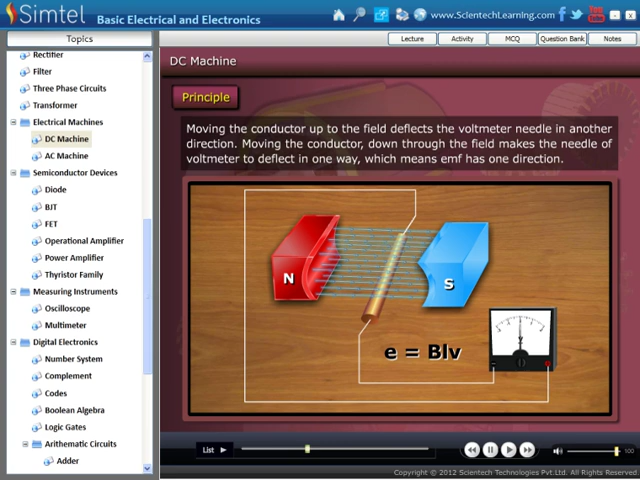 Simtel
Basic Electrical and Electronics
www.ScientechLearning.com
You
Tube
Topics
Lecture
Activity
MCQ
Question Bank
Notes
Rectifier
Filter
Three Phase Circuits
Transformer
Electrical Machines
DC Machine
AC Machine
Semiconductor Devices
Diode
BJT
FET
Operational Amplifier
Power Amplifier
Thyristor Family
Measuring Instruments
Oscilloscope
Multimeter
Digital Electronics
Number System
Complement
Codes
Boolean Algebra
Logic Gates
Arithematic Circuits
Adder
DC Machine
Principle
Moving the conductor up to the field deflects the voltmeter needle in another
direction. Moving the conductor, down through the field makes the needle of
voltmeter to deflect in one way, which means emf has one direction.
N
S
e = Blv
List
100
Copyright © 2012 Scientech Technologies Pvt.Ltd. All Rights Reserved.